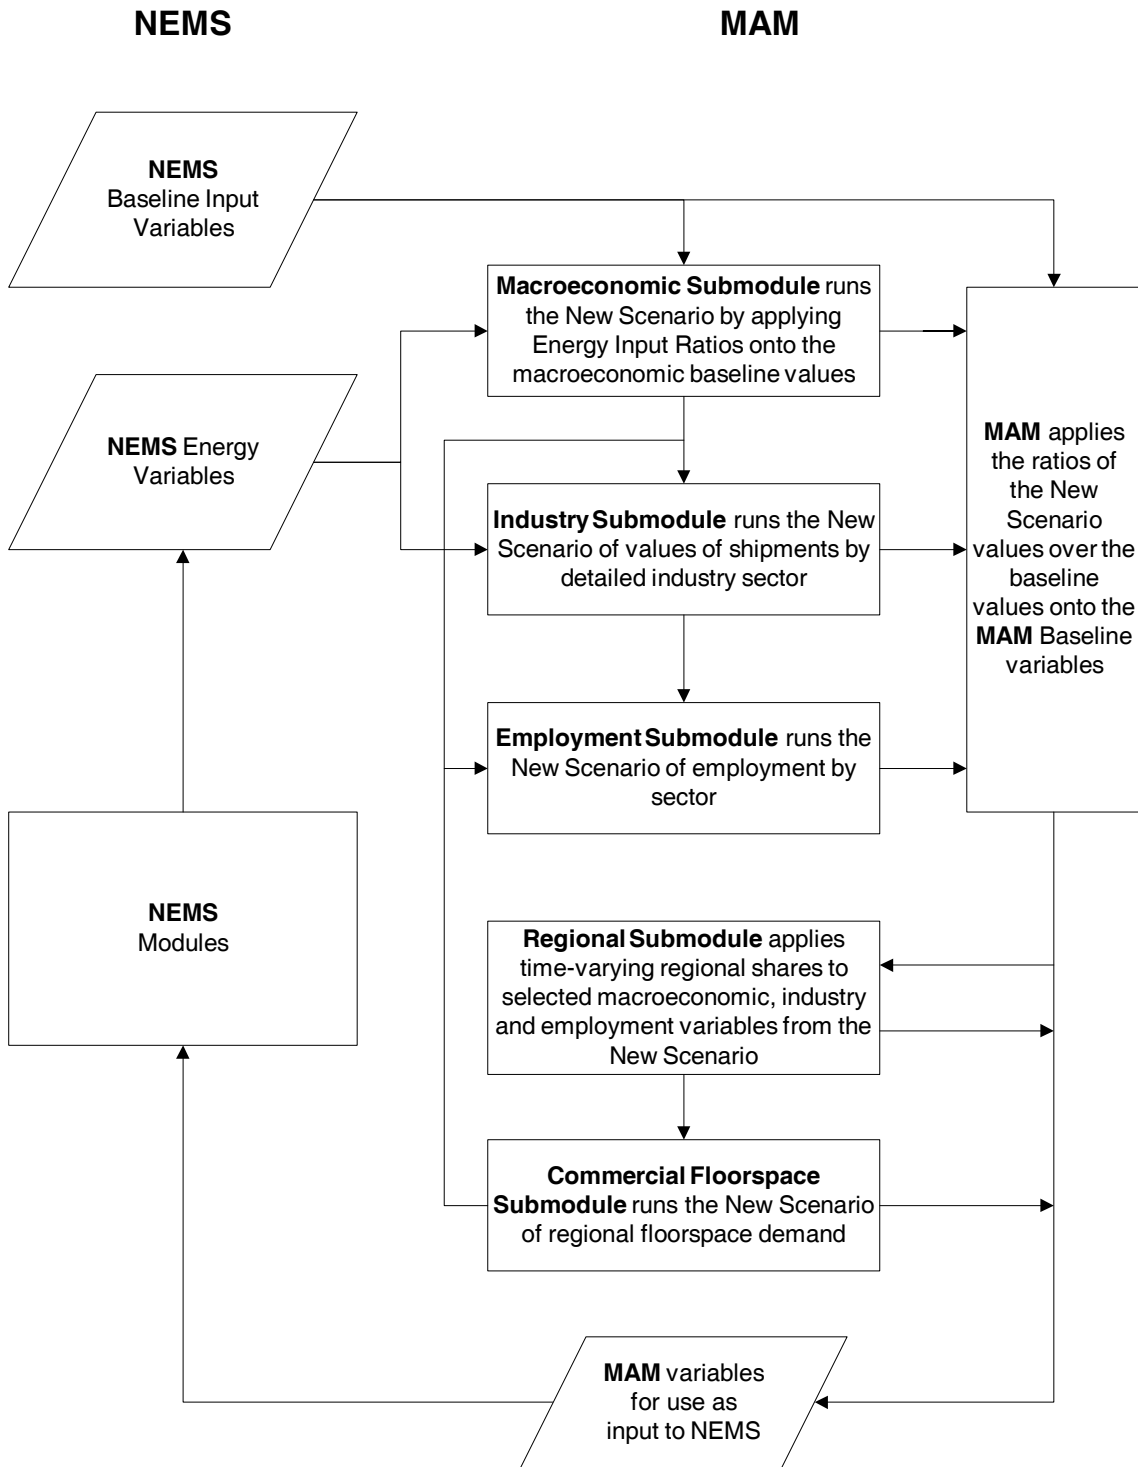 NEMS
MAM
NEMS
Baseline Input
Variables
Macroeconomic Submodule runs
the New Scenario by applying
Energy Input Ratios onto the
macroeconomic baseline values
NEMS Energy
Variables
MAM applies
the ratios of
the New
Scenario
values over the
baseline
values onto the
MAM Baseline
variables
Industry Submodule runs the New
Scenario of values of shipments by
detailed industry sector
Employment Submodule runs the
New Scenario of employment by
sector
NEMS
Modules
Regional Submodule applies
time-varying regional shares to
selected macroeconomic, industry
and employment variables from the
New Scenario
Commercial Floorspace
Submodule runs the New Scenario
of regional floorspace demand
MAM variables
for use as
input to NEMS